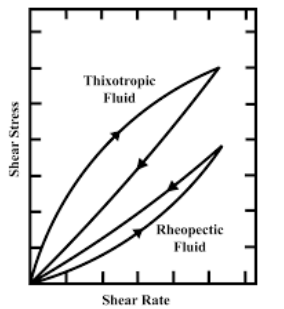 Thixotropic
Fluid
Shear Stress
Rheopectic
Fluid
Shear Rate